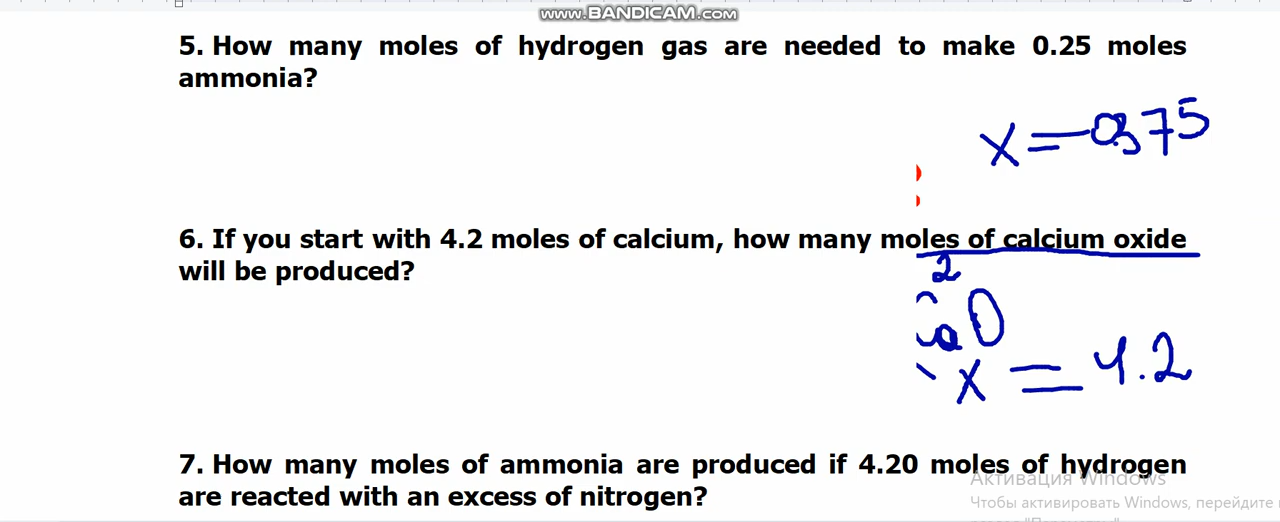 www.BANDICAM.com
5. How many moles of hydrogen gas are needed to make 0.25 moles
ammonia?
x = 0,75
6. If you start with 4.2 moles of calcium, how many moles of calcium oxide
will be produced?
2
O
x = 4.2
7. How many moles of ammonia are produced if 4.20 moles of hydrogen
are reacted with an excess of nitrogen?
Активация Windows
Чтобы активировать Windows, перейдите